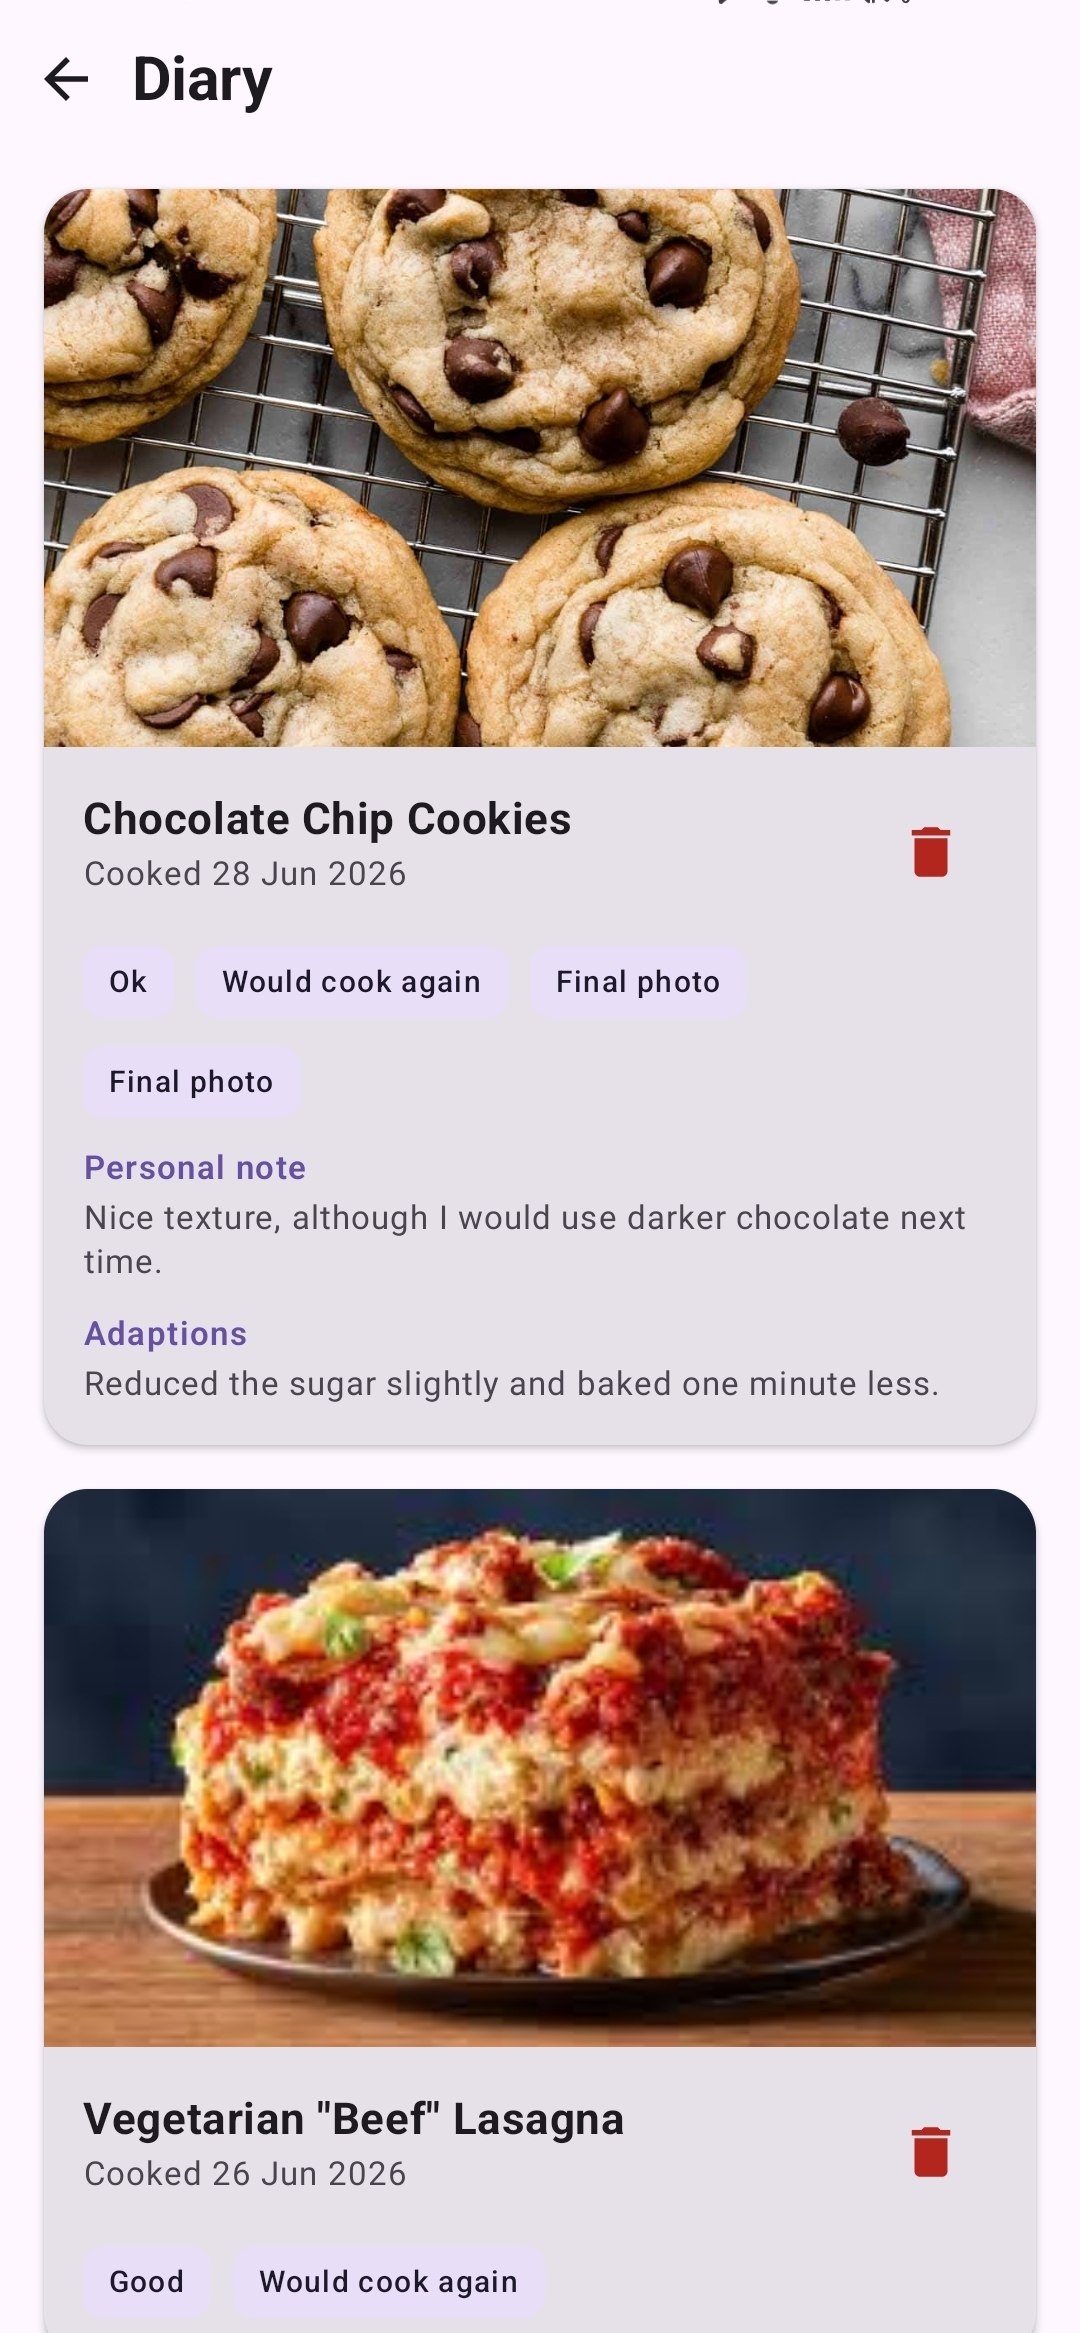 Diary
Chocolate Chip Cookies
Cooked 28 Jun 2026
Ok
Would cook again
Final photo
Final photo
Personal note
Nice texture, although I would use darker chocolate next
time.
Adaptions
Reduced the sugar slightly and baked one minute less.
Vegetarian "Beef" Lasagna
Cooked 26 Jun 2026
Good
Would cook again